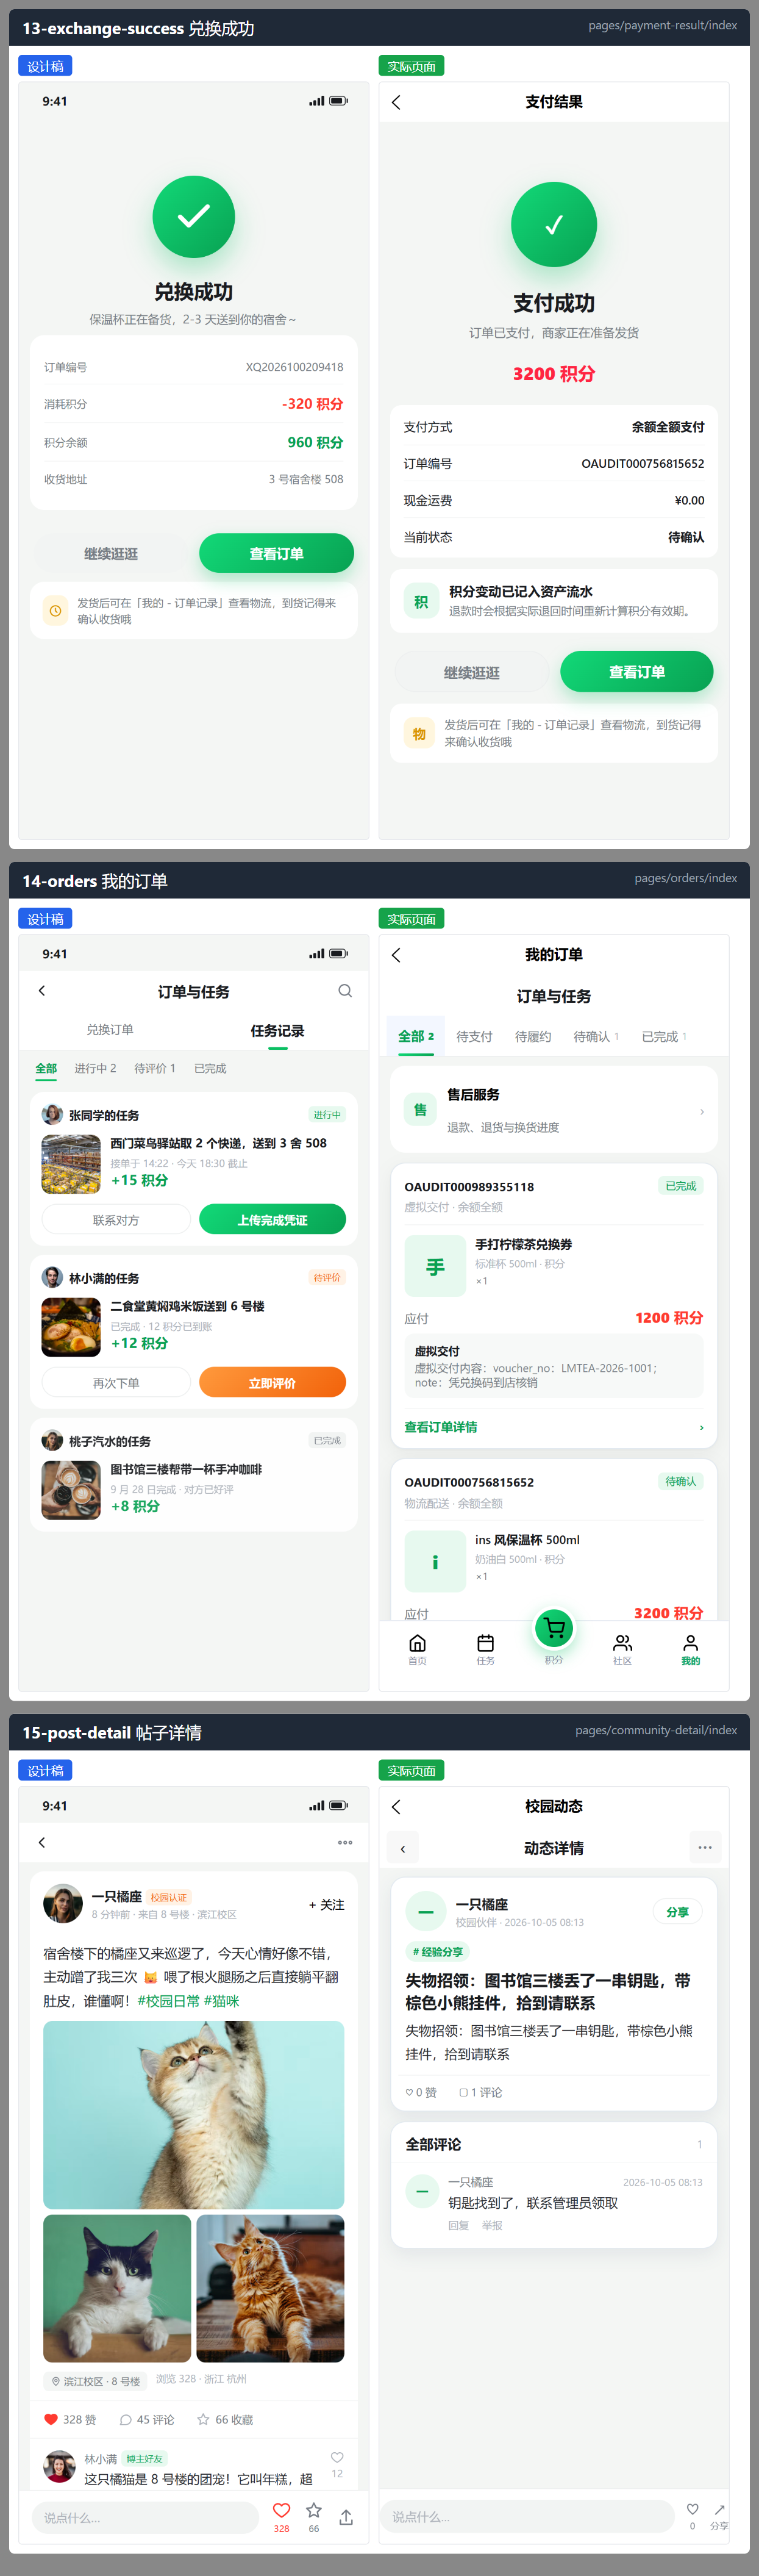 13-exchange-success 兑换成功
pages/payment-result/index
设计稿
9:41
兑换成功
保温杯正在备货，2-3 天送到你的宿舍～
订单编号 XQ2026100209418
消耗积分 -320 积分
积分余额 960 积分
收货地址 3 号宿舍楼 508
继续逛逛 查看订单
发货后可在「我的 - 订单记录」查看物流，到货记得来
确认收货哦
实际页面
支付结果
支付成功
订单已支付，商家正在准备发货
3200 积分
支付方式 余额全额支付
订单编号 OAUDIT000756815652
现金运费 ¥0.00
当前状态 待确认
积 积分变动已记入资产流水
退款时会根据实际退回时间重新计算积分有效期。
继续逛逛 查看订单
物 发货后可在「我的 - 订单记录」查看物流，到货记得
来确认收货哦
14-orders 我的订单
pages/orders/index
设计稿
9:41
订单与任务
兑换订单 任务记录
全部 进行中 2 待评价 1 已完成
张同学的任务 进行中
西门菜鸟驿站取 2 个快递，送到 3 舍 508
接单于 14:22 · 今天 18:30 截止
+15 积分
联系对方 上传完成凭证
林小满的任务 待评价
二食堂黄焖鸡米饭送到 6 号楼
已完成 · 12 积分已到账
+12 积分
再次下单 立即评价
桃子汽水的任务 已完成
图书馆三楼帮带一杯手冲咖啡
9 月 28 日完成 · 对方已好评
+8 积分
实际页面
我的订单
订单与任务
全部 2 待支付 待履约 待确认 1 已完成 1
售 售后服务
退款、退货与换货进度
OAUDIT000989355118 已完成
虚拟交付 · 余额全额
手 手打柠檬茶兑换券
标准杯 500ml · 积分
×1
应付 1200 积分
虚拟交付
虚拟交付内容：voucher_no：LMTEA-2026-1001；
note：凭兑换码到店核销
查看订单详情
OAUDIT000756815652 待确认
物流配送 · 余额全额
i ins 风保温杯 500ml
奶油白 500ml · 积分
×1
应付 3200 积分
首页 任务 积分 社区 我的
15-post-detail 帖子详情
pages/community-detail/index
设计稿
9:41
一只橘座 校园认证
8 分钟前 · 来自 8 号楼 · 滨江校区
+ 关注
宿舍楼下的橘座又来巡逻了，今天心情好像不错，
主动蹭了我三次 🐱 喂了根火腿肠之后直接躺平翻
肚皮，谁懂啊！#校园日常 #猫咪
滨江校区 · 8 号楼 浏览 328 · 浙江 杭州
328 赞 45 评论 66 收藏
林小满 博主好友
这只橘猫是 8 号楼的团宠！它叫年糕，超
12
说点什么...
328 66
实际页面
校园动态
动态详情
一 一只橘座
校园伙伴 · 2026-10-05 08:13
分享
# 经验分享
失物招领：图书馆三楼丢了一串钥匙，带
棕色小熊挂件，拾到请联系
失物招领：图书馆三楼丢了一串钥匙，带棕色小熊
挂件，拾到请联系
0 赞 1 评论
全部评论 1
一 一只橘座 2026-10-05 08:13
钥匙找到了，联系管理员领取
回复 举报
说点什么...
0 分享